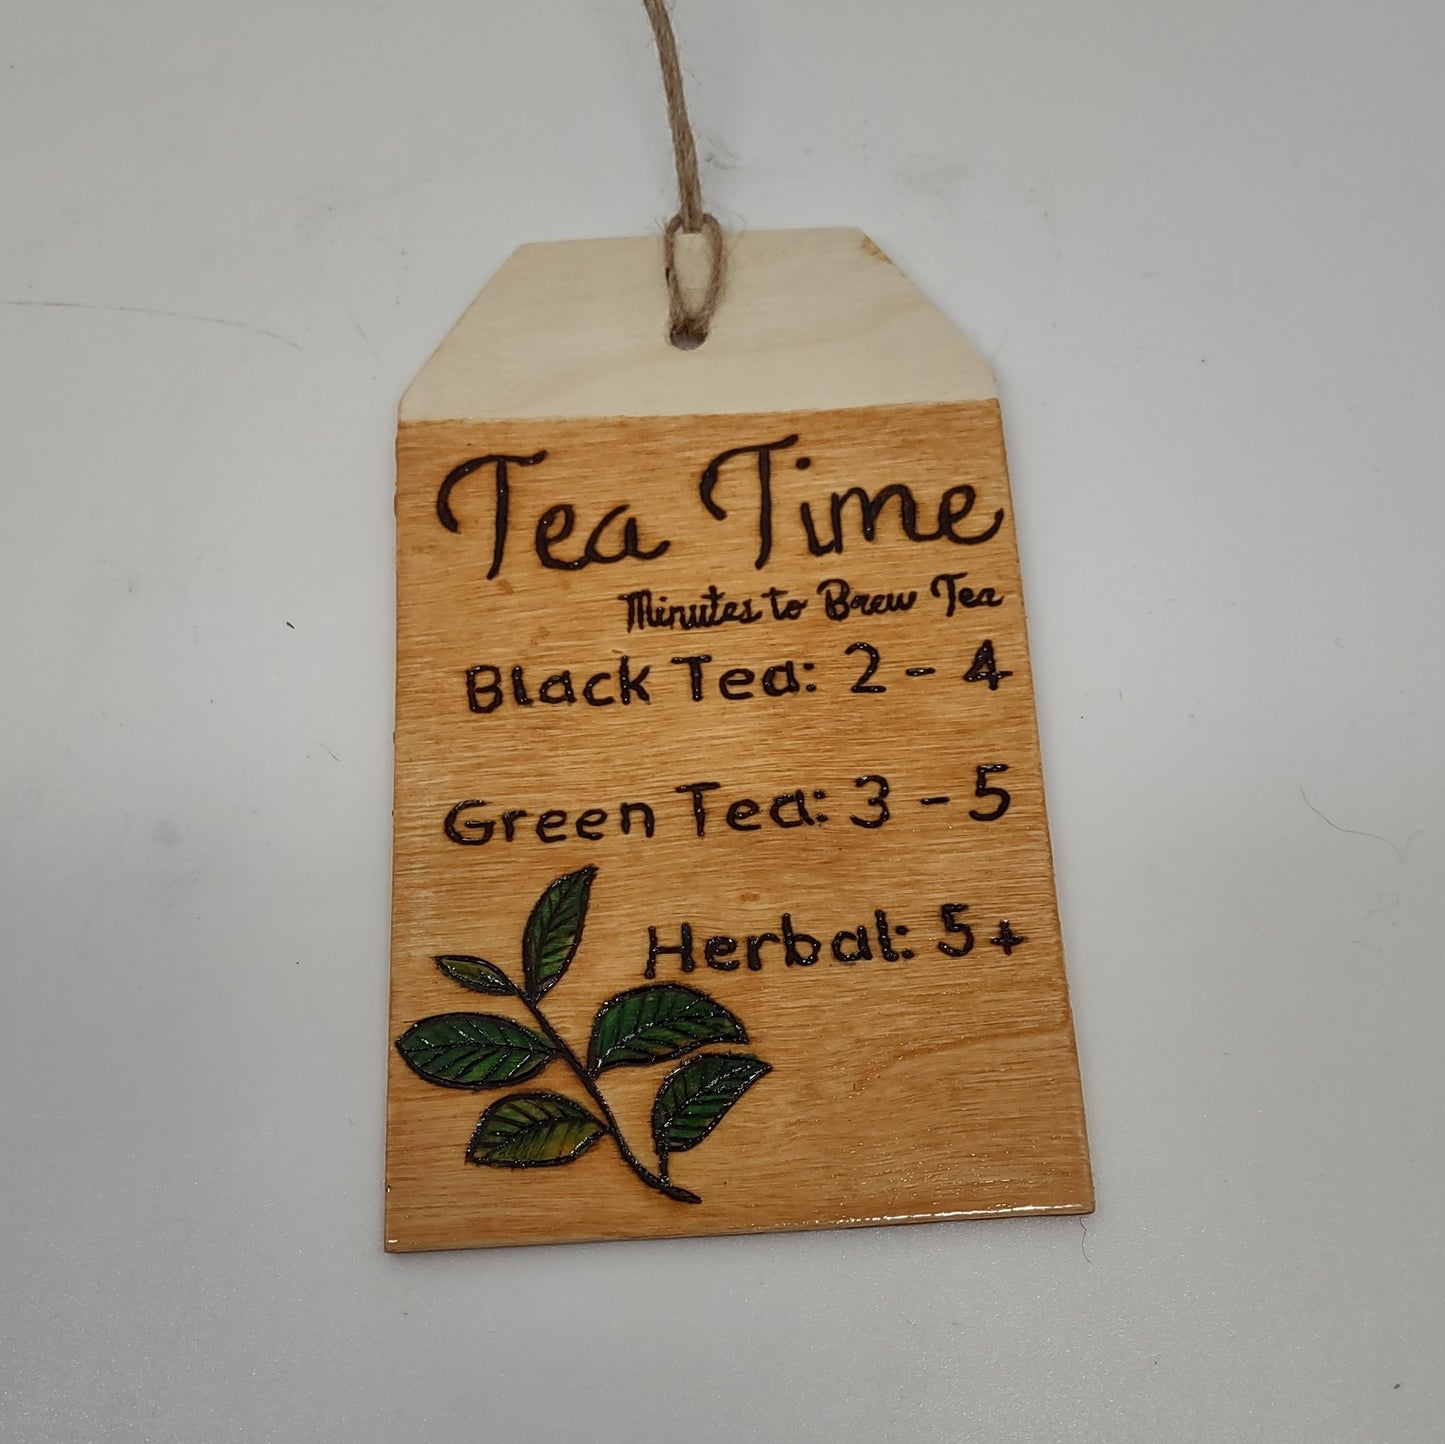 Tea Time
Minutes to Brew Tea
Black Tea: 2 - 4
Green Tea: 3 - 5
Herbal: 5+